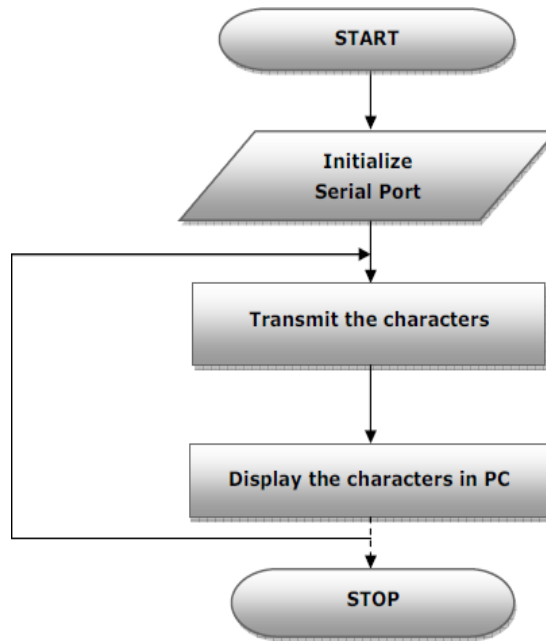 START
Initialize
Serial Port
Transmit the characters
Display the characters in PC
STOP